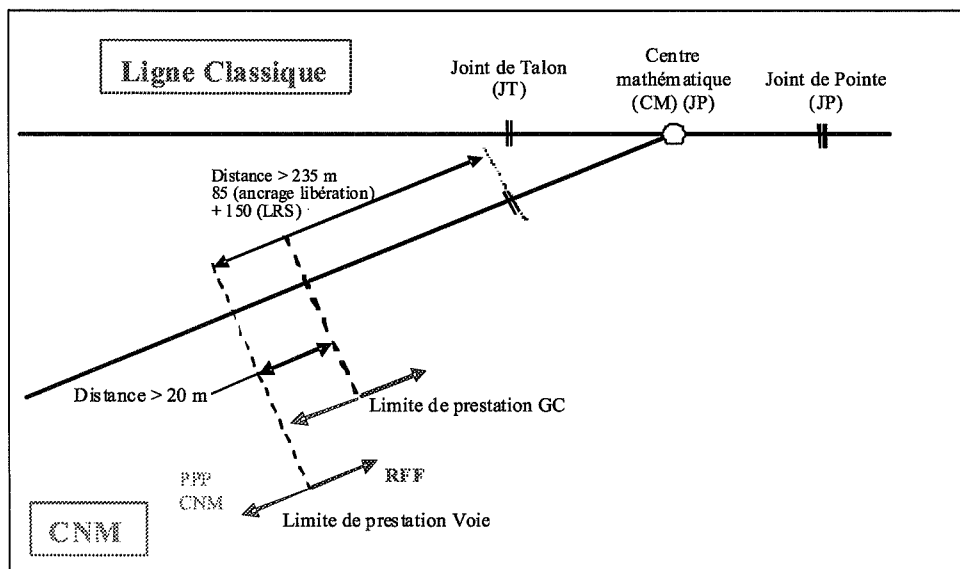 Ligne Classique
Joint de Talon
(JT)
Centre
mathématique
(CM) (JP)
Joint de Pointe
(JP)
Distance > 235 m
85 (ancrage libération)
+ 150 (LRS)
Distance > 20 m
Limite de prestation GC
PPP
CNM
RFF
Limite de prestation Voie
CNM